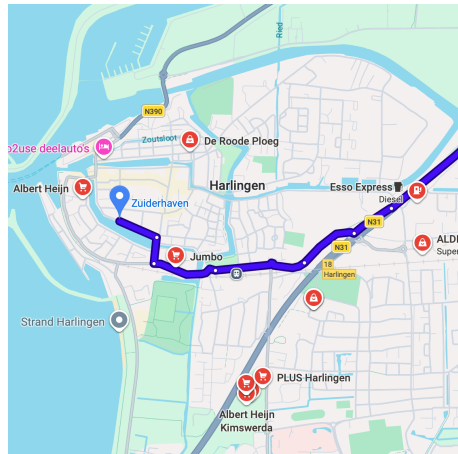 Ried
N390
Zoutsloot
o2use deelauto's
De Roode Ploeg
Albert Heijn
Harlingen
Esso Express
Diesel
Zuiderhaven
N31
N31
ALDI
Super
Jumbo
18
Harlingen
Strand Harlingen
PLUS Harlingen
Albert Heijn
Kimswerda